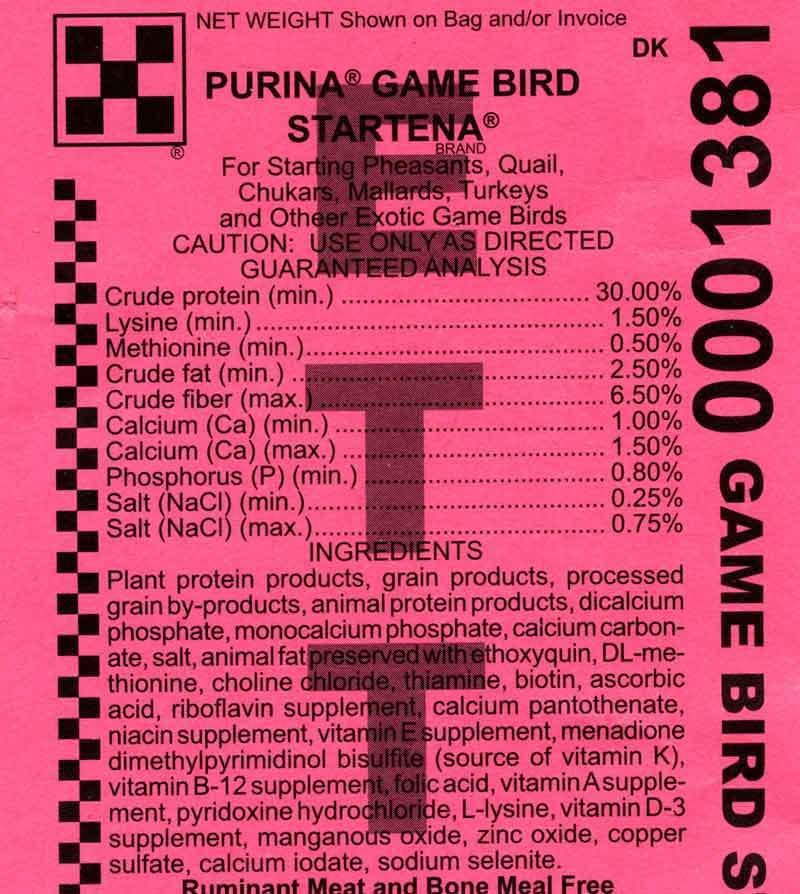 NET WEIGHT Shown on Bag and/or Invoice
DK
PURINA® GAME BIRD
STARTENA®
BRAND
®
For Starting Pheasants, Quail,
Chukars, Mallards, Turkeys
and Otheer Exotic Game Birds
CAUTION: USE ONLY AS DIRECTED
GUARANTEED ANALYSIS
Crude protein (min.) .................................. 30.00%
Lysine (min.) ................................................ 1.50%
Methionine (min.)......................................... 0.50%
Crude fat (min.) ........................................... 2.50%
Crude fiber (max.) ....................................... 6.50%
Calcium (Ca) (min.) ..................................... 1.00%
Calcium (Ca) (max.) .................................... 1.50%
Phosphorus (P) (min.) ................................. 0.80%
Salt (NaCl) (min.)......................................... 0.25%
Salt (NaCl) (max.)........................................ 0.75%
INGREDIENTS
Plant protein products, grain products, processed
grain by-products, animal protein products, dicalcium
phosphate, monocalcium phosphate, calcium carbon-
ate, salt, animal fat preserved with ethoxyquin, DL-me-
thionine, choline chloride, thiamine, biotin, ascorbic
acid, riboflavin supplement, calcium pantothenate,
niacin supplement, vitamin E supplement, menadione
dimethylpyrimidinol bisulfite (source of vitamin K),
vitamin B-12 supplement, folic acid, vitamin A supple-
ment, pyridoxine hydrochloride, L-lysine, vitamin D-3
supplement, manganous oxide, zinc oxide, copper
sulfate, calcium iodate, sodium selenite.
Ruminant Meat and Bone Meal Free
E
T
T
0001381 GAME BIRD S